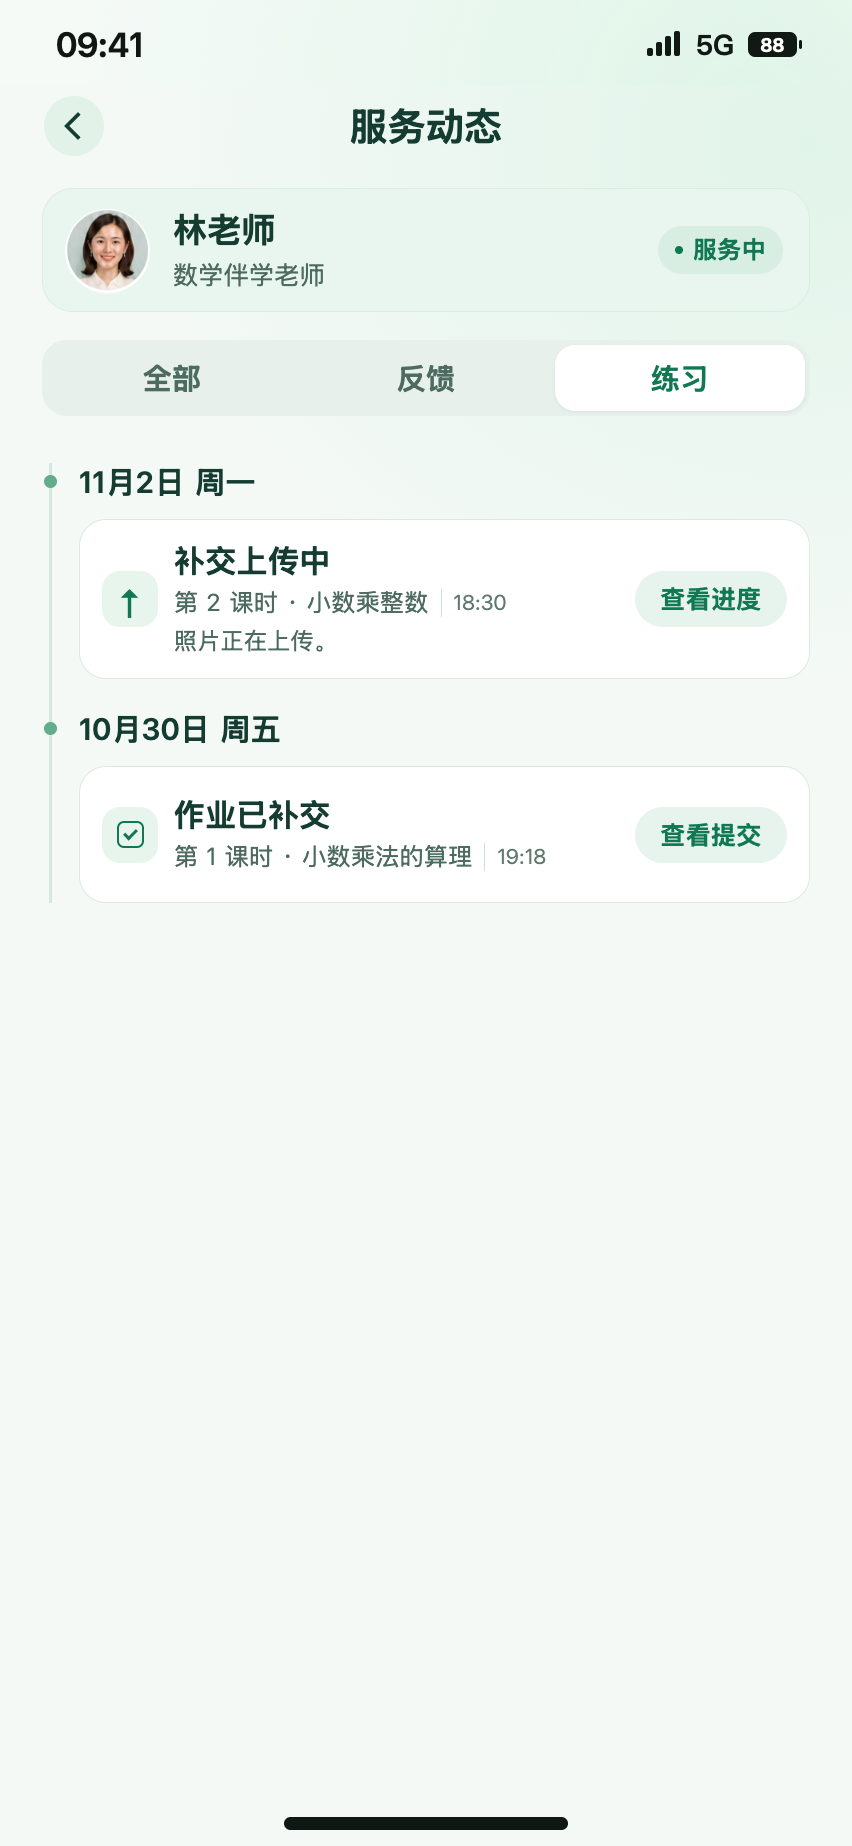 09:41
5G
88
服务动态
林老师
数学伴学老师
服务中
全部
反馈
练习
11月2日 周一
补交上传中
第 2 课时 · 小数乘整数
18:30
照片正在上传。
查看进度
10月30日 周五
作业已补交
第 1 课时 · 小数乘法的算理
19:18
查看提交